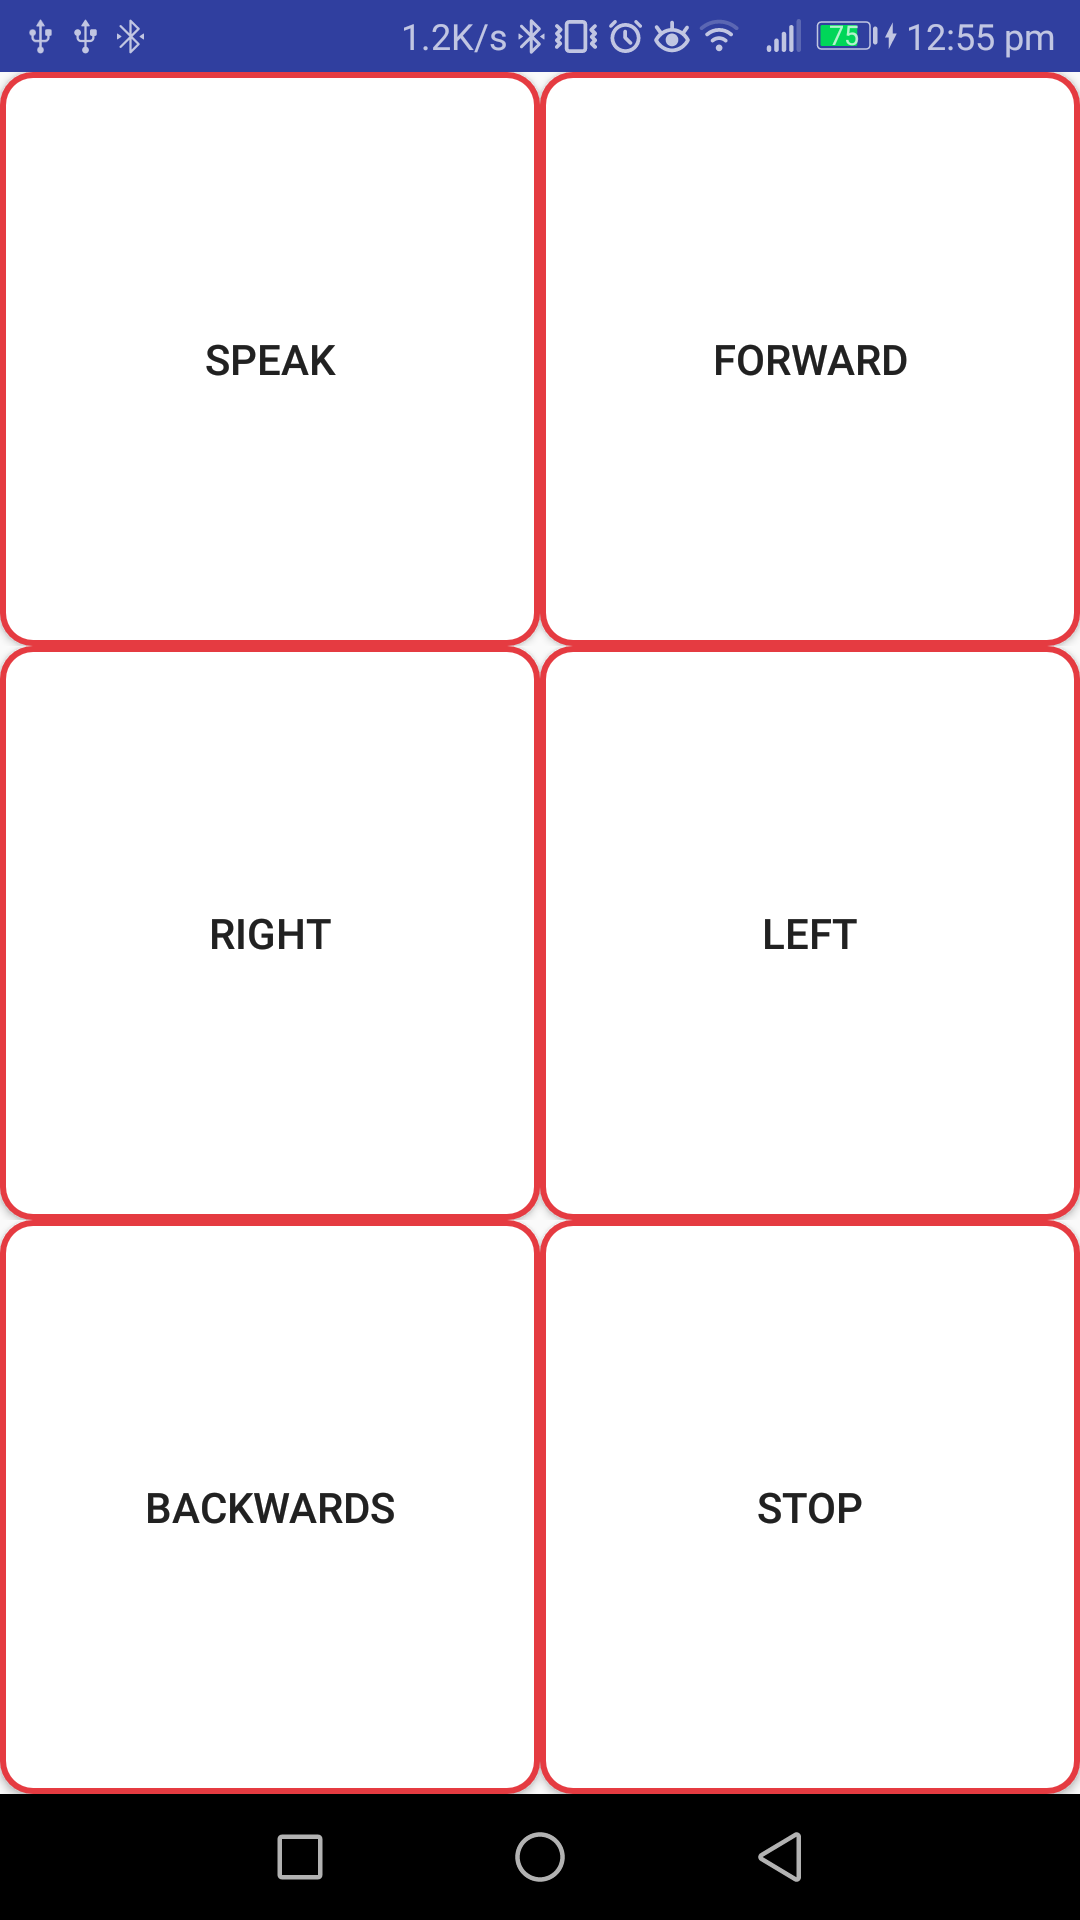 1.2K/s 75 12:55 pm
SPEAK FORWARD
RIGHT LEFT
BACKWARDS STOP